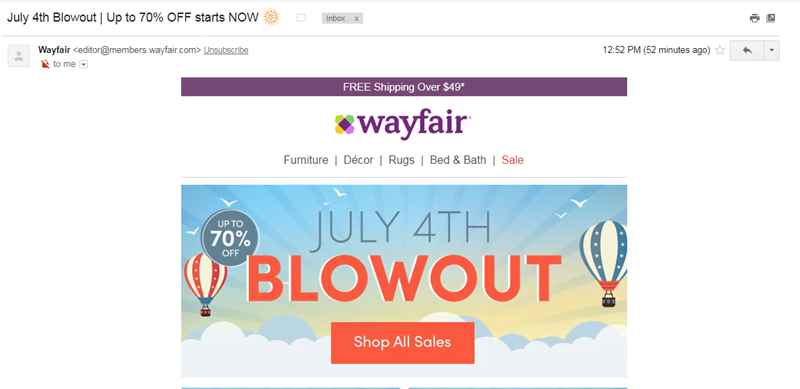 July 4th Blowout | Up to 70% OFF starts NOW
Inbox x
Wayfair <editor@members.wayfair.com> Unsubscribe
12:52 PM (52 minutes ago)
to me
FREE Shipping Over $49*
wayfair
Furniture | Décor | Rugs | Bed & Bath | Sale
UP TO
70%
OFF
JULY 4TH
BLOWOUT
Shop All Sales